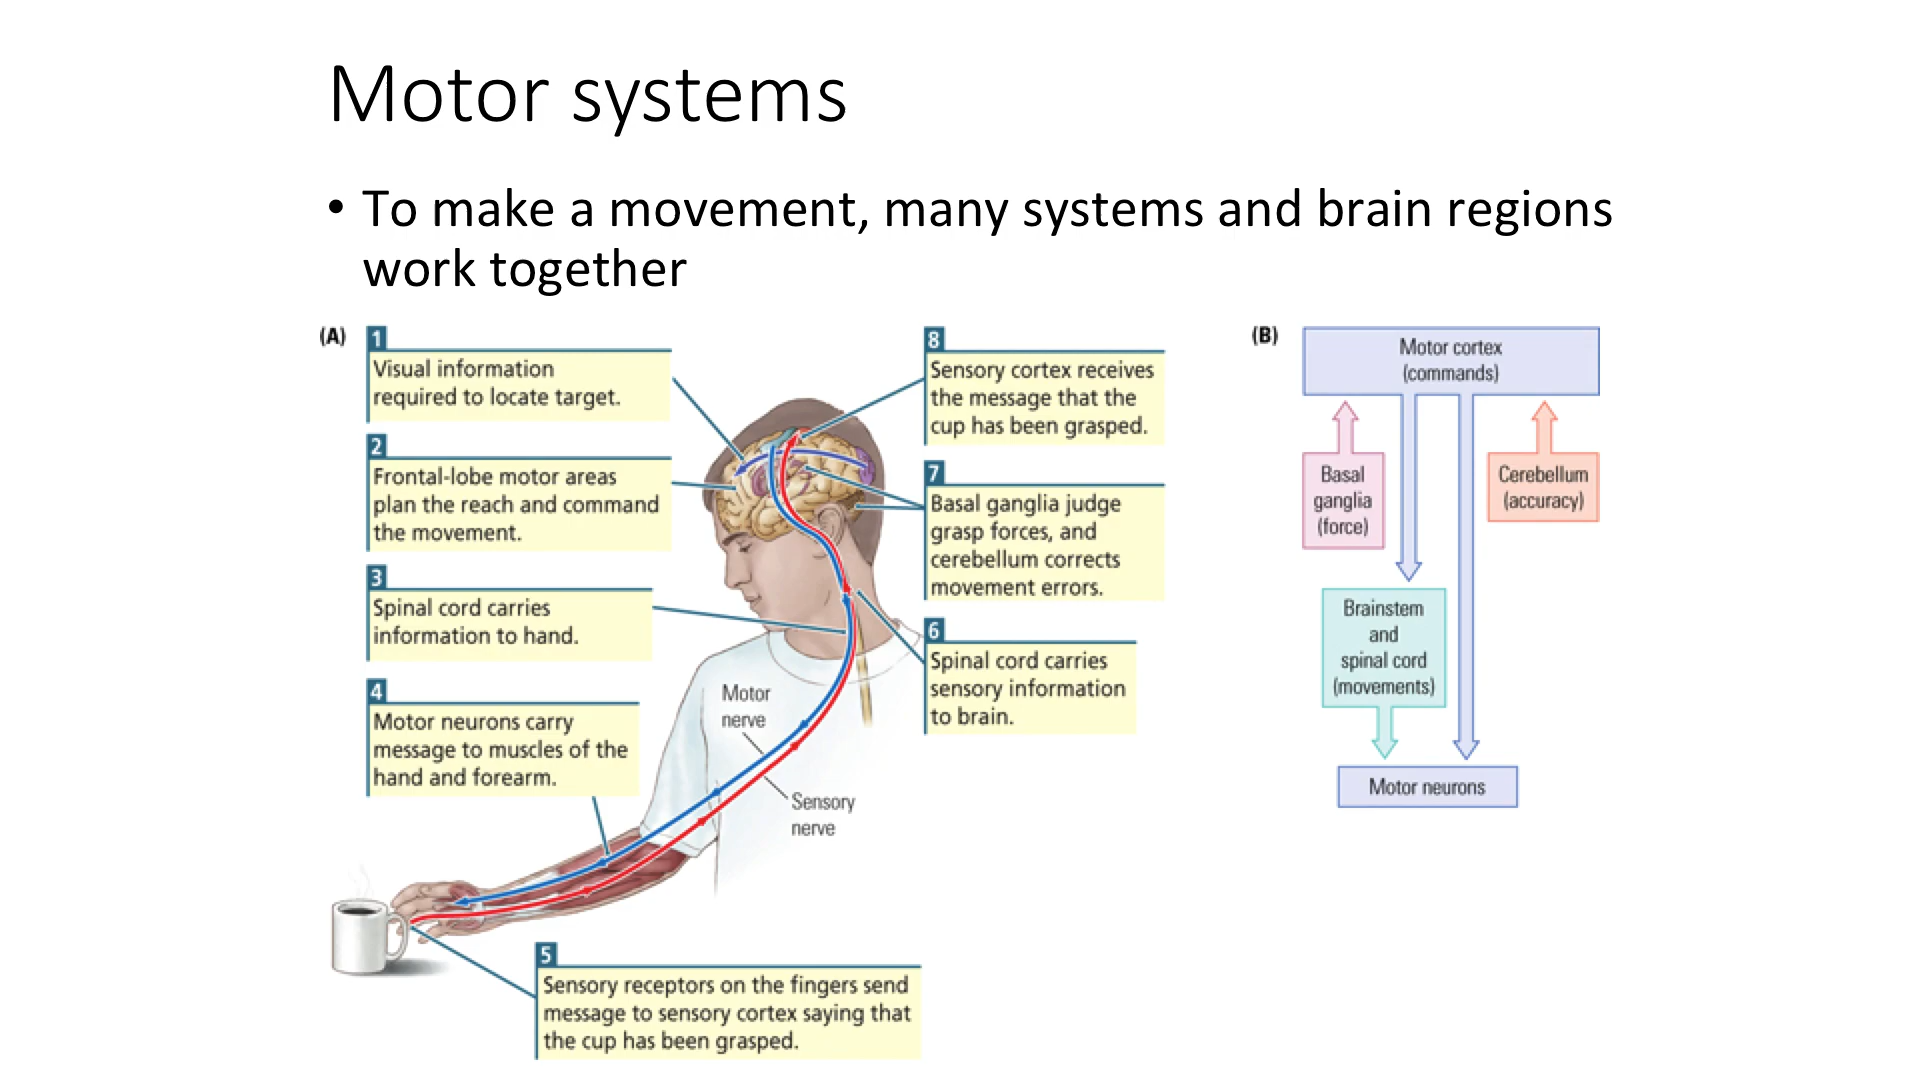 Motor systems
• To make a movement, many systems and brain regions
work together
(A)
1
Visual information
required to locate target.
2
Frontal-lobe motor areas
plan the reach and command
the movement.
3
Spinal cord carries
information to hand.
4
Motor neurons carry
message to muscles of the
hand and forearm.
5
Sensory receptors on the fingers send
message to sensory cortex saying that
the cup has been grasped.
6
Spinal cord carries
sensory information
to brain.
7
Basal ganglia judge
grasp forces, and
cerebellum corrects
movement errors.
8
Sensory cortex receives
the message that the
cup has been grasped.
Motor
nerve
Sensory
nerve
(B)
Motor cortex
(commands)
Basal
ganglia
(force)
Cerebellum
(accuracy)
Brainstem
and
spinal cord
(movements)
Motor neurons